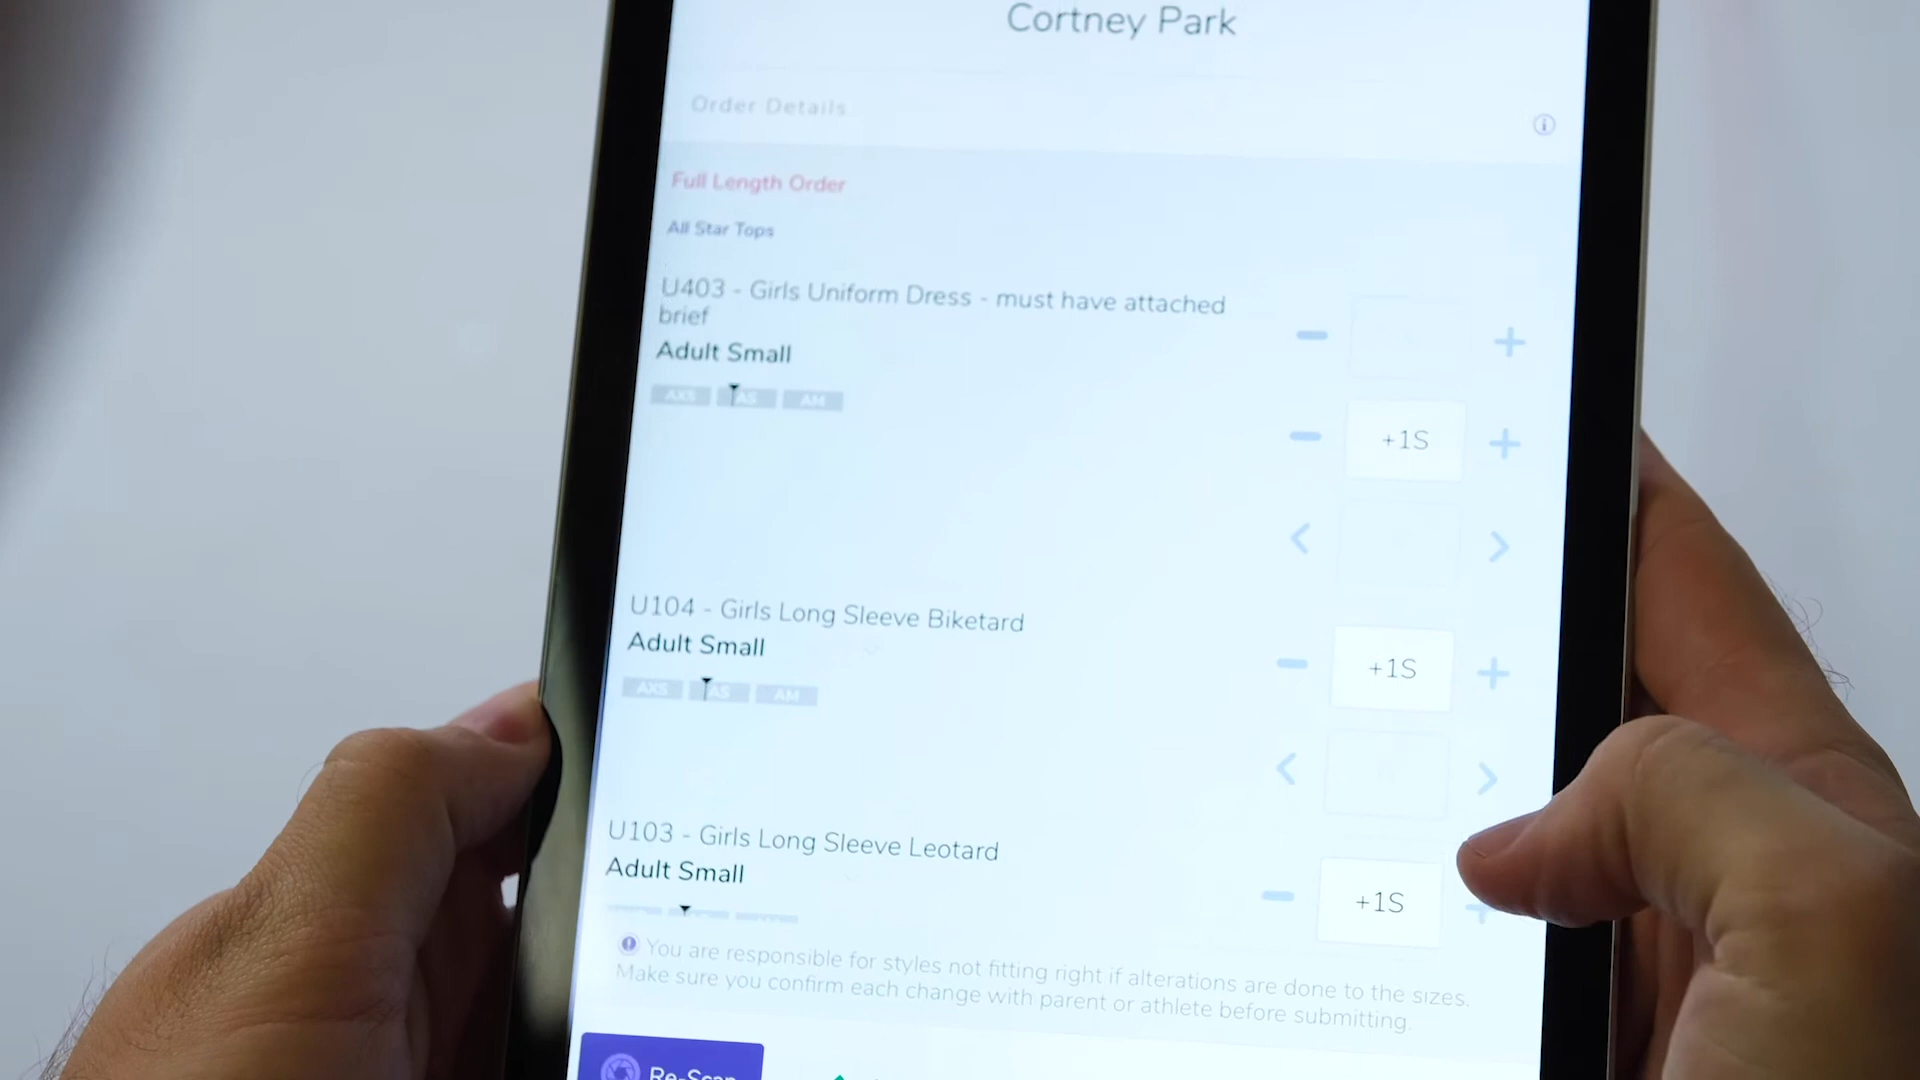 Cortney Park
Order Details
Full Length Order
All Star Tops
U403 - Girls Uniform Dress - must have attached
brief
Adult Small
AXS AS AM
+1S
U104 - Girls Long Sleeve Biketard
Adult Small
AXS AS AM
+1S
U103 - Girls Long Sleeve Leotard
Adult Small
+1S
You are responsible for styles not fitting right if alterations are done to the sizes.
Make sure you confirm each change with parent or athlete before submitting.
Re-Scan